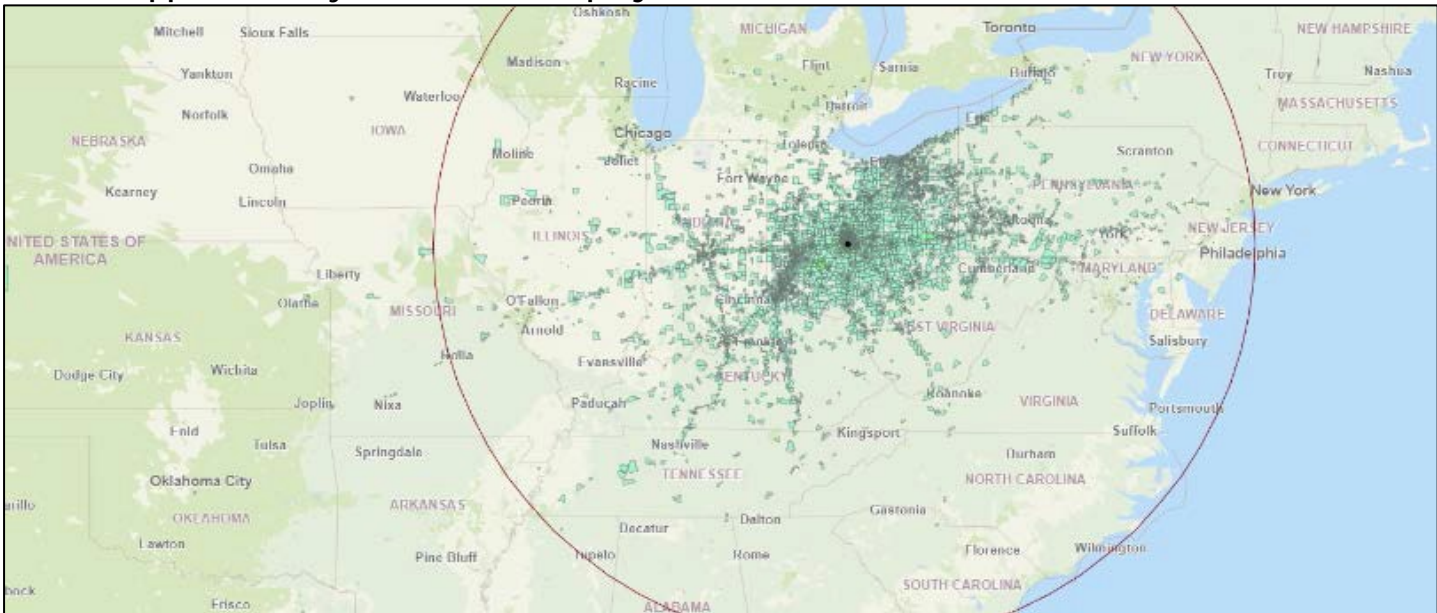 Oshkosh
Mitchell Sioux Falls MICHIGAN Toronto NEW HAMPSHIRE
Madison Flint Sarnia Buffalo NEW YORK
Yankton Racine Troy Nashua
Waterloo Detroit MASSACHUSETTS
Norfolk IOWA Chicago Erie
NEBRASKA Moline Joliet Toledo Scranton CONNECTICUT
Omaha Fort Wayne
Kearney Lincoln Peoria PENNSYLVANIA New York
ILLINOIS INDIANA Altoona
NITED STATES OF York NEW JERSEY
AMERICA Liberty Cumberland MARYLAND Philadelphia
Olathe O'Fallon Cincinnati
MISSOURI Arnold WEST VIRGINIA DELAWARE
KANSAS Rolla Evansville Frankfort Salisbury
Dodge City Wichita KENTUCKY
Joplin Nixa Paducah Roanoke VIRGINIA Portsmouth
Enid Tulsa Springdale Nashville Kingsport Suffolk
Oklahoma City TENNESSEE Durham
NORTH CAROLINA
arillo OKLAHOMA ARKANSAS Decatur Dalton Gastonia
Lawton Pine Bluff Tupelo Rome Florence Wilmington
bock Frisco ALABAMA SOUTH CAROLINA